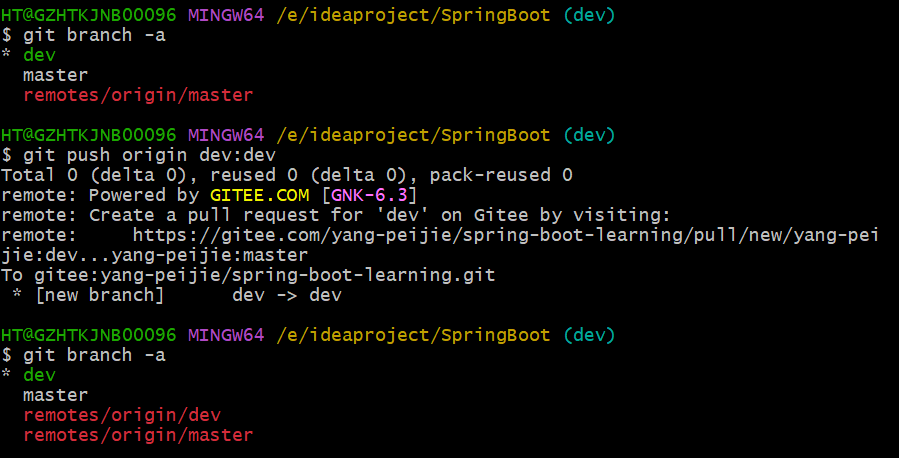 HT@GZHTKJNB00096 MINGW64 /e/ideaproject/SpringBoot (dev)
$ git branch -a
* dev
  master
  remotes/origin/master

HT@GZHTKJNB00096 MINGW64 /e/ideaproject/SpringBoot (dev)
$ git push origin dev:dev
Total 0 (delta 0), reused 0 (delta 0), pack-reused 0
remote: Powered by GITEE.COM [GNK-6.3]
remote: Create a pull request for 'dev' on Gitee by visiting:
remote:     https://gitee.com/yang-peijie/spring-boot-learning/pull/new/yang-pei
jie:dev...yang-peijie:master
To gitee:yang-peijie/spring-boot-learning.git
 * [new branch]      dev -> dev

HT@GZHTKJNB00096 MINGW64 /e/ideaproject/SpringBoot (dev)
$ git branch -a
* dev
  master
  remotes/origin/dev
  remotes/origin/master